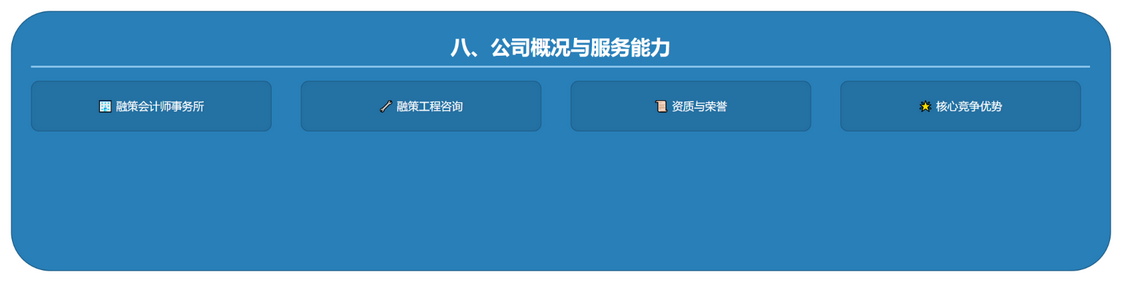 八、公司概况与服务能力
🏢 融策会计师事务所
📏 融策工程咨询
📜 资质与荣誉
🌟 核心竞争优势